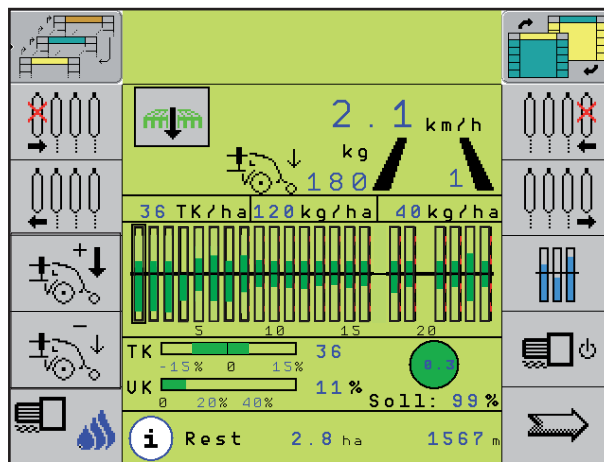 2.1 km/h
kg
180 1
36 TK/ha 120 kg/ha 40 kg/ha
5 10 15 20
TK 36
-15% 0 15%
0.3
VK 11%
0 20% 40%
Soll: 99%
i Rest 2.8 ha 1567 m
+
-